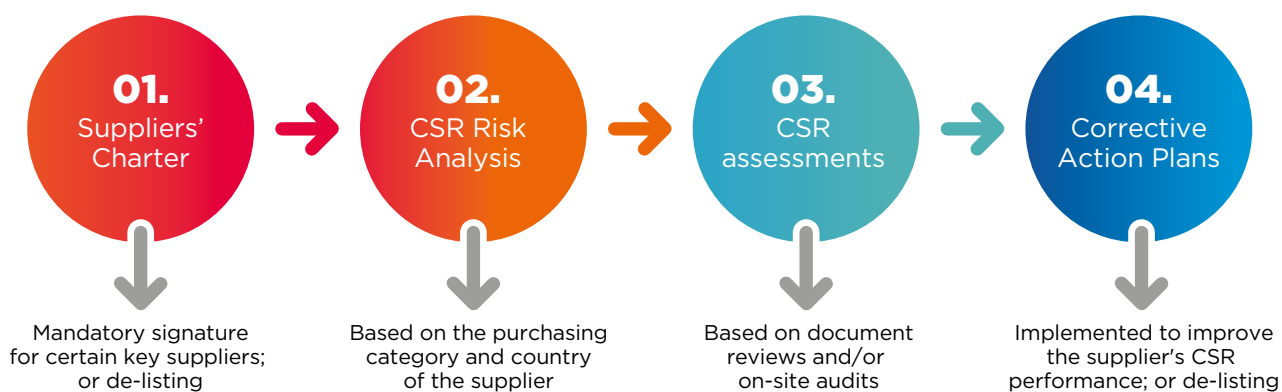 01.
Suppliers’
Charter
02.
CSR Risk
Analysis
03.
CSR
assessments
04.
Corrective
Action Plans
Mandatory signature
for certain key suppliers;
or de-listing
Based on the purchasing
category and country
of the supplier
Based on document
reviews and/or
on-site audits
Implemented to improve
the supplier's CSR
performance; or de-listing